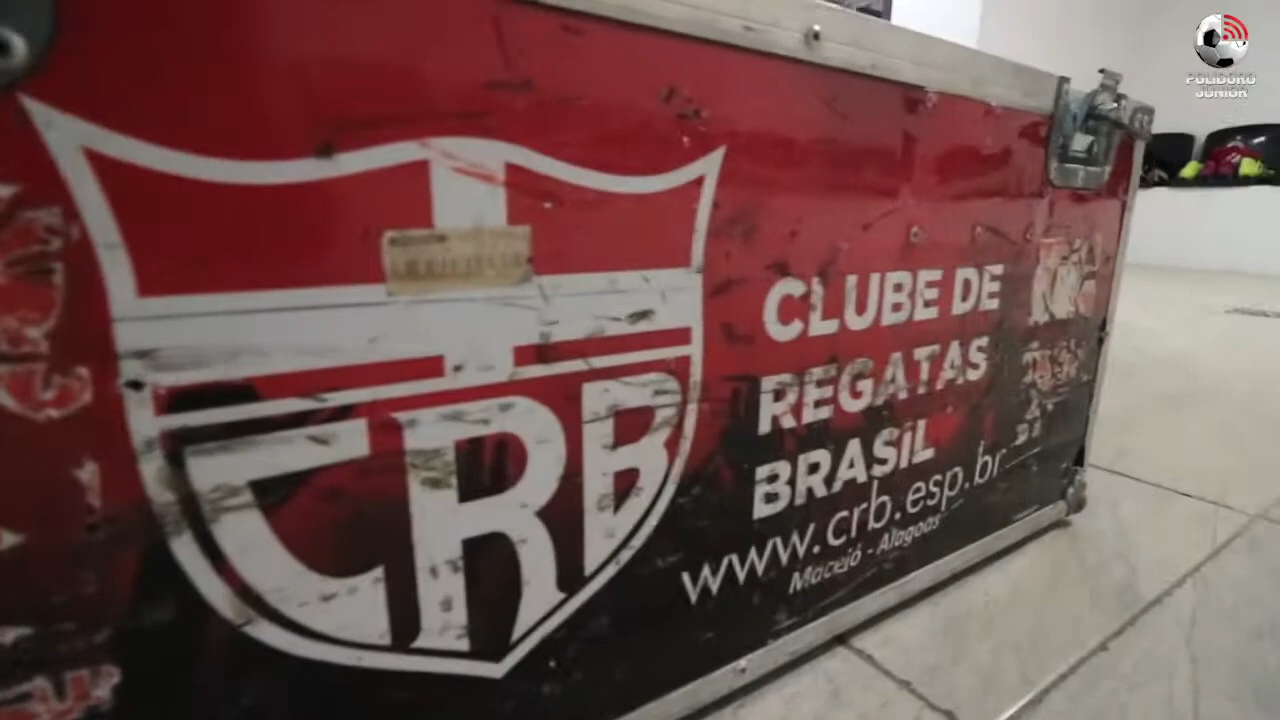 POLIDORO
JUNIOR
CRB
CLUBE DE
REGATAS
BRASIL
www.crb.esp.br
Maceió - Alagoas